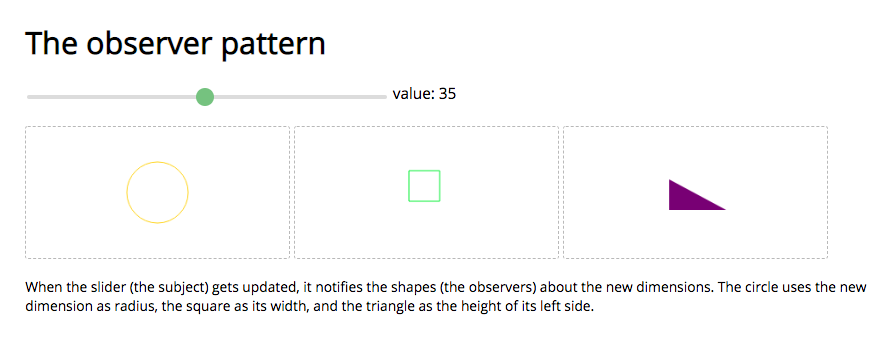 The observer pattern
value: 35
When the slider (the subject) gets updated, it notifies the shapes (the observers) about the new dimensions. The circle uses the new
dimension as radius, the square as its width, and the triangle as the height of its left side.